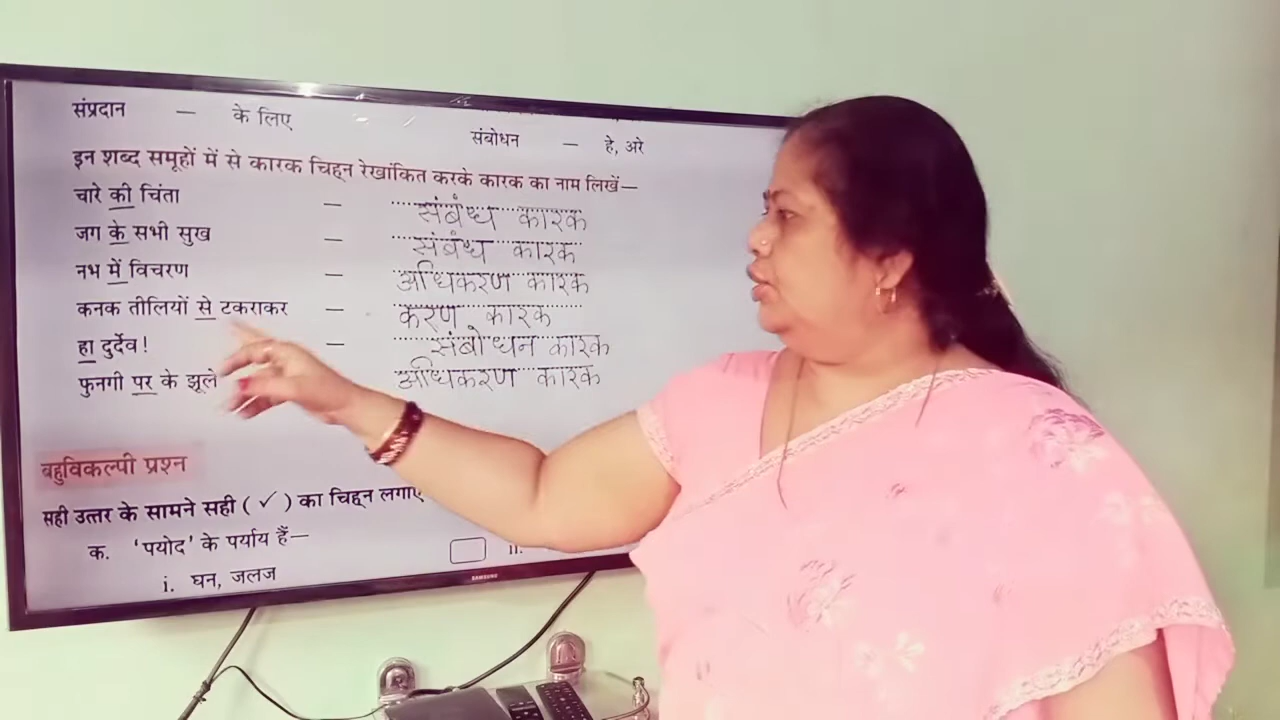 संप्रदान — के लिए
संबोधन — हे, अरे
इन शब्द समूहों में से कारक चिह्न रेखांकित करके कारक का नाम लिखें—
चारे की चिंता — संबंध कारक
जग के सभी सुख — संबंध कारक
नभ में विचरण — अधिकरण कारक
कनक तीलियों से टकराकर — करण कारक
हा दुर्देव! — संबोधन कारक
फुनगी पर के झूले अधिकरण कारक
बहुविकल्पी प्रश्न
सही उत्तर के सामने सही (✓) का चिह्न लगाएँ
क. 'पयोद' के पर्याय हैं—
i. घन, जलज
ii.
SAMSUNG